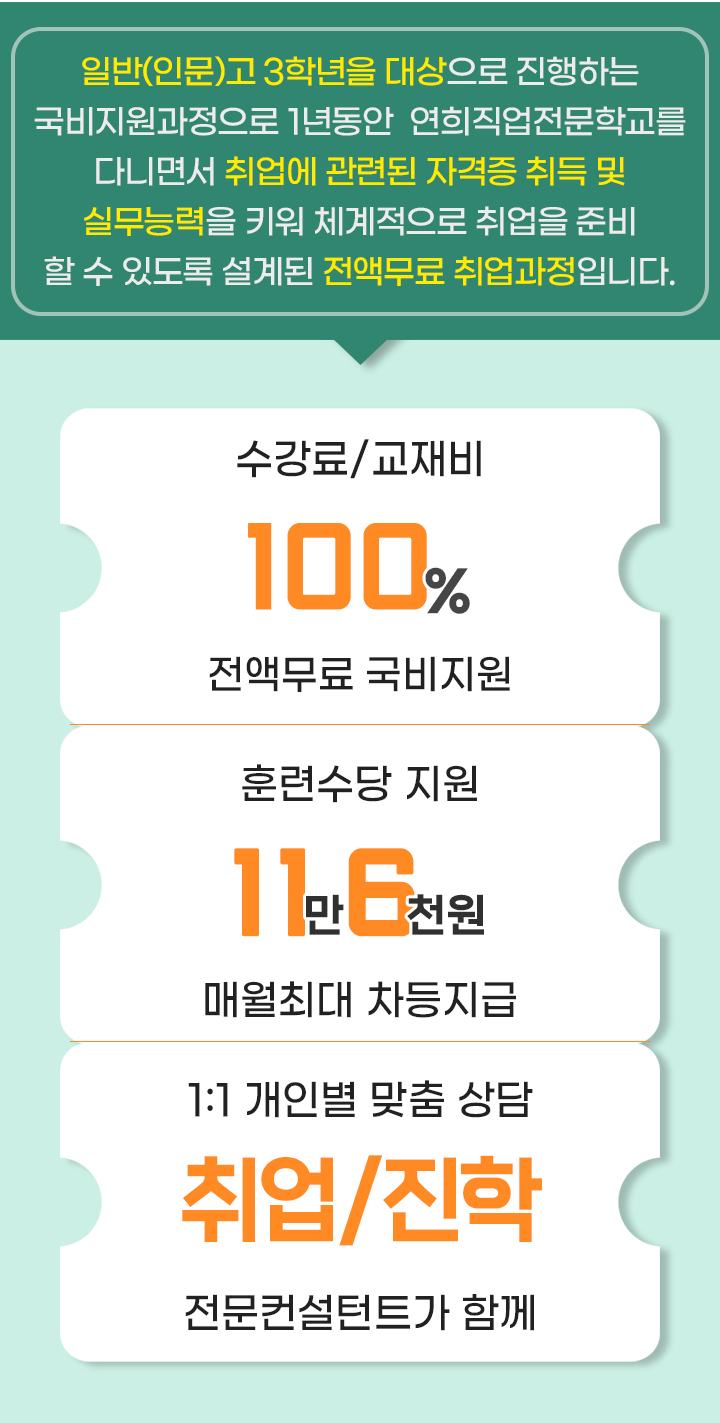 일반(인문)고 3학년을 대상으로 진행하는
국비지원과정으로 1년동안 연희직업전문학교를
다니면서 취업에 관련된 자격증 취득 및
실무능력을 키워 체계적으로 취업을 준비
할 수 있도록 설계된 전액무료 취업과정입니다.
수강료/교재비
100%
전액무료 국비지원
훈련수당 지원
11만6천원
매월최대 차등지급
1:1 개인별 맞춤 상담
취업/진학
전문컨설턴트가 함께